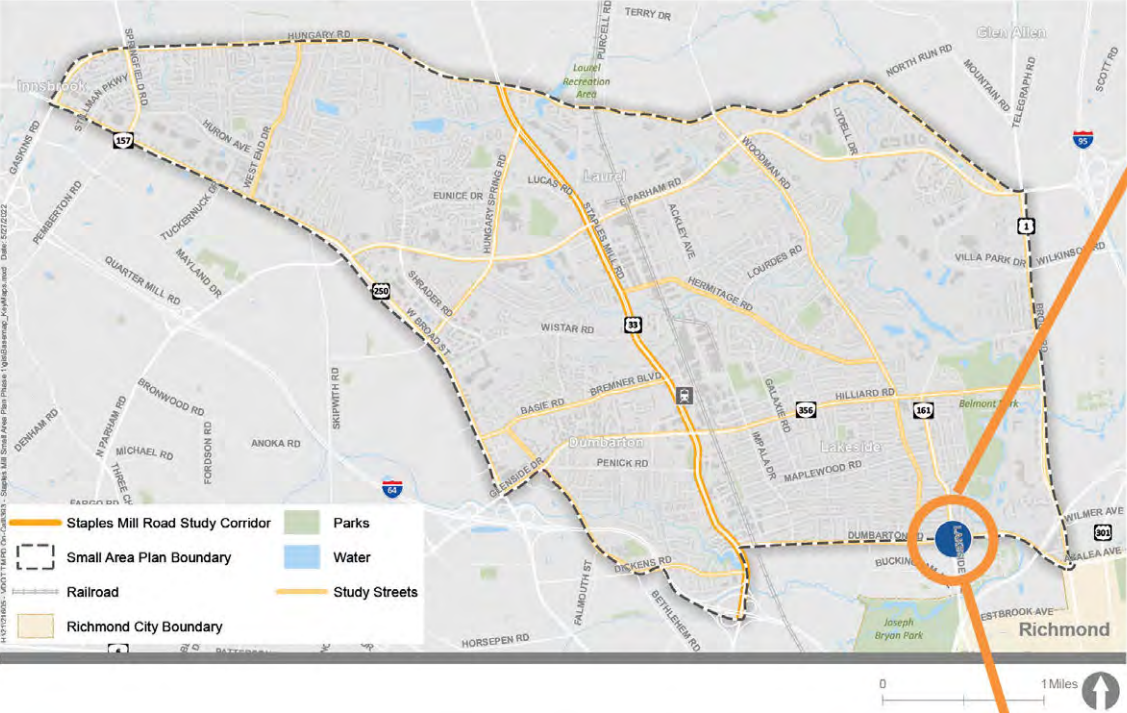 TERRY DR
PURCELL RD
SPRINGFIELD RD
HUNGARY RD
Glen Allen
NORTH RUN RD
MOUNTAIN RD
TELEGRAPH RD
SCOTT RD
Laurel
Recreation
Area
Innsbrook
STILLMAN PKWY
95
GASKINS RD
157
HURON AVE
WEST END DR
LYDELL DR
WOODMAN RD
PEMBERTON RD
TUCKERNUCK DR
EUNICE DR
HUNGARY SPRING RD
LUCAS RD
Laurel
E PARHAM RD
STAPLES MILL RD
ACKLEY AVE
1
MAYLAND DR
QUARTER MILL RD
VILLA PARK DR
WILKINSON RD
LOURDES RD
SHRADER RD
250
HERMITAGE RD
W BROAD ST
WISTAR RD
33
BREMNER BLVD
BASIE RD
BRONWOOD RD
SKIPWITH RD
GALAXIE RD
HILLIARD RD
356
161
Belmont Park
DENHAM RD
N PARHAM RD
MICHAEL RD
FORDSON RD
ANOKA RD
Dumbarton
Lakeside
IMPALA DR
PENICK RD
MAPLEWOOD RD
GLENSIDE DR
64
THREE CH
FARGO RD
WILMER AVE
301
AZALEA AVE
DUMBARTON RD
LAKESIDE
BUCKINGHAM
DICKENS RD
FALMOUTH ST
BETHLEHEM RD
HORSEPEN RD
ESTBROOK AVE
Joseph
Bryan Park
Richmond
Staples Mill Road Study Corridor
Parks
Small Area Plan Boundary
Water
Railroad
Study Streets
Richmond City Boundary
PATTERSON
0
1 Miles